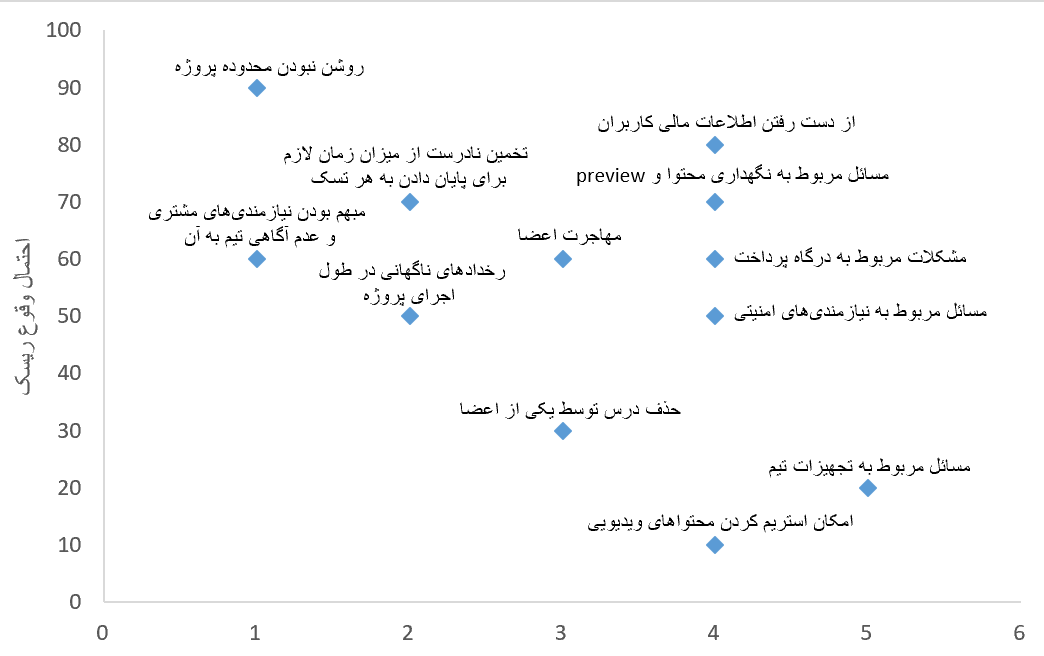 100
روشن نبودن محدوده پروژه
90
از دست رفتن اطلاعات مالی کاربران
80
تخمین نادرست از میزان زمان لازم
برای پایان دادن به هر تسک
مسائل مربوط به نگهداری محتوا و preview
70
مبهم بودن نیازمندی‌های مشتری
و عدم آگاهی تیم به آن
مهاجرت اعضا
مشکلات مربوط به درگاه پرداخت
60
رخدادهای ناگهانی در طول
اجرای پروژه
مسائل مربوط به نیازمندی‌های امنیتی
50
احتمال وقوع ریسک
40
حذف درس توسط یکی از اعضا
30
مسائل مربوط به تجهیزات تیم
20
امکان استریم کردن محتواهای ویدیویی
10
0
0 1 2 3 4 5 6